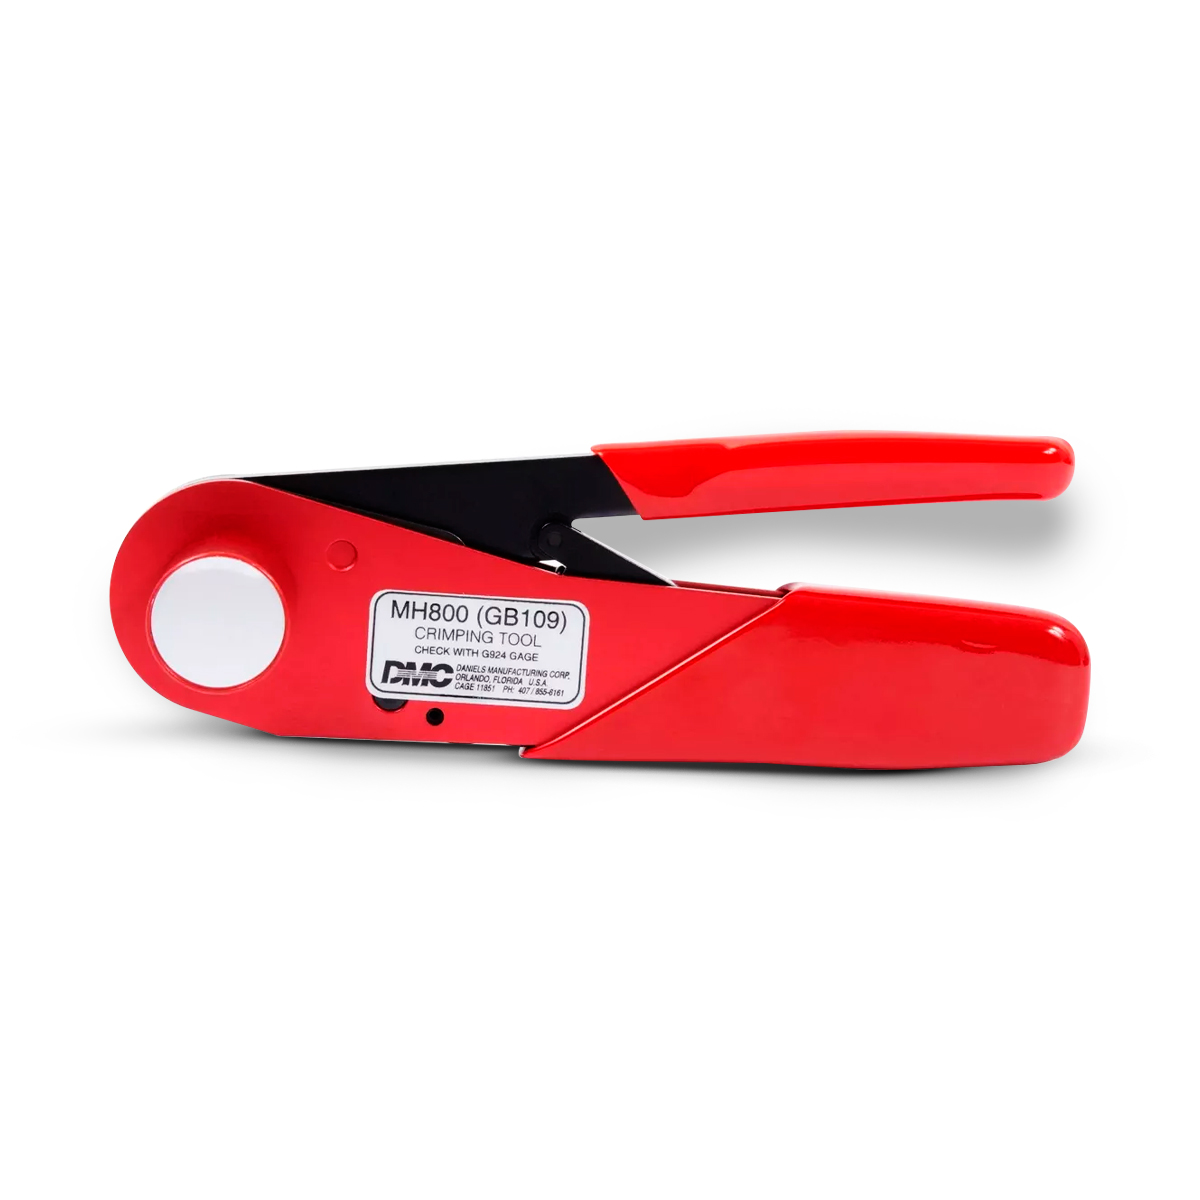 MH800 (GB109)
CRIMPING TOOL
CHECK WITH G924 GAGE
DMC
DANIELS MANUFACTURING CORP.
ORLANDO, FLORIDA U.S.A.
CAGE 11851 PH: 407 / 855-6161